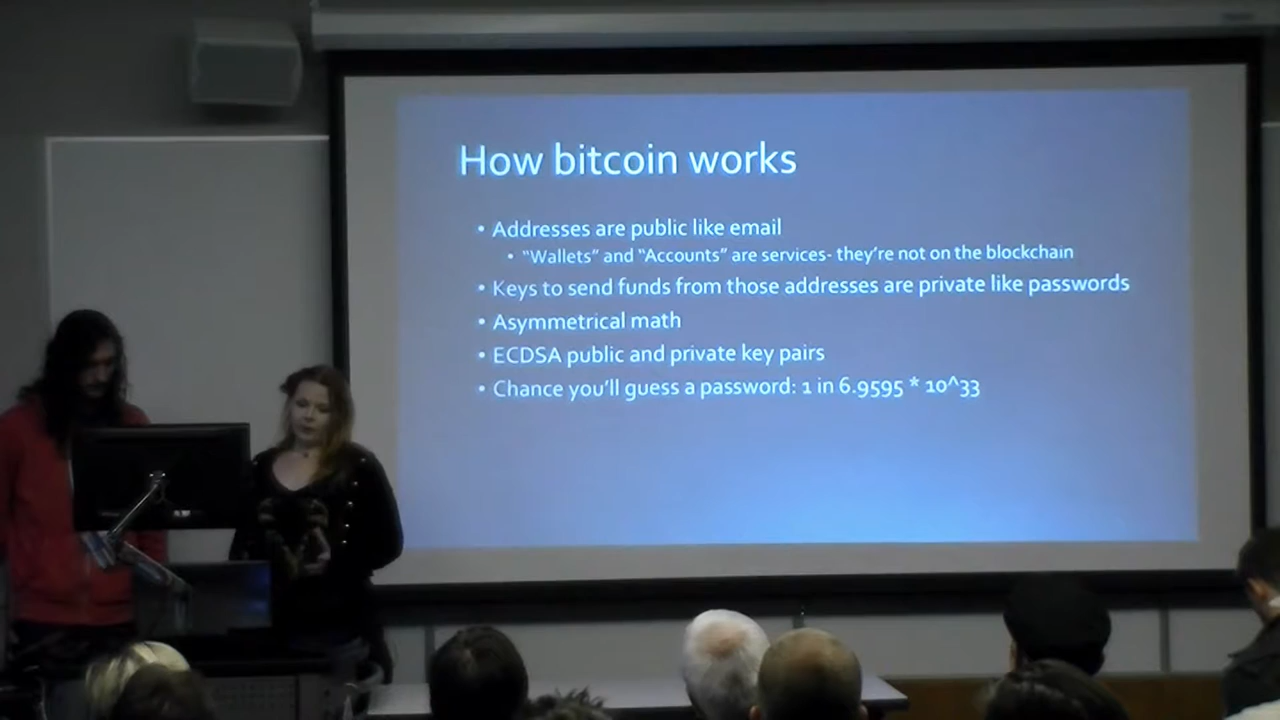 How bitcoin works
• Addresses are public like email
• “Wallets” and “Accounts” are services- they’re not on the blockchain
• Keys to send funds from those addresses are private like passwords
• Asymmetrical math
• ECDSA public and private key pairs
• Chance you’ll guess a password: 1 in 6.9595 * 10^33